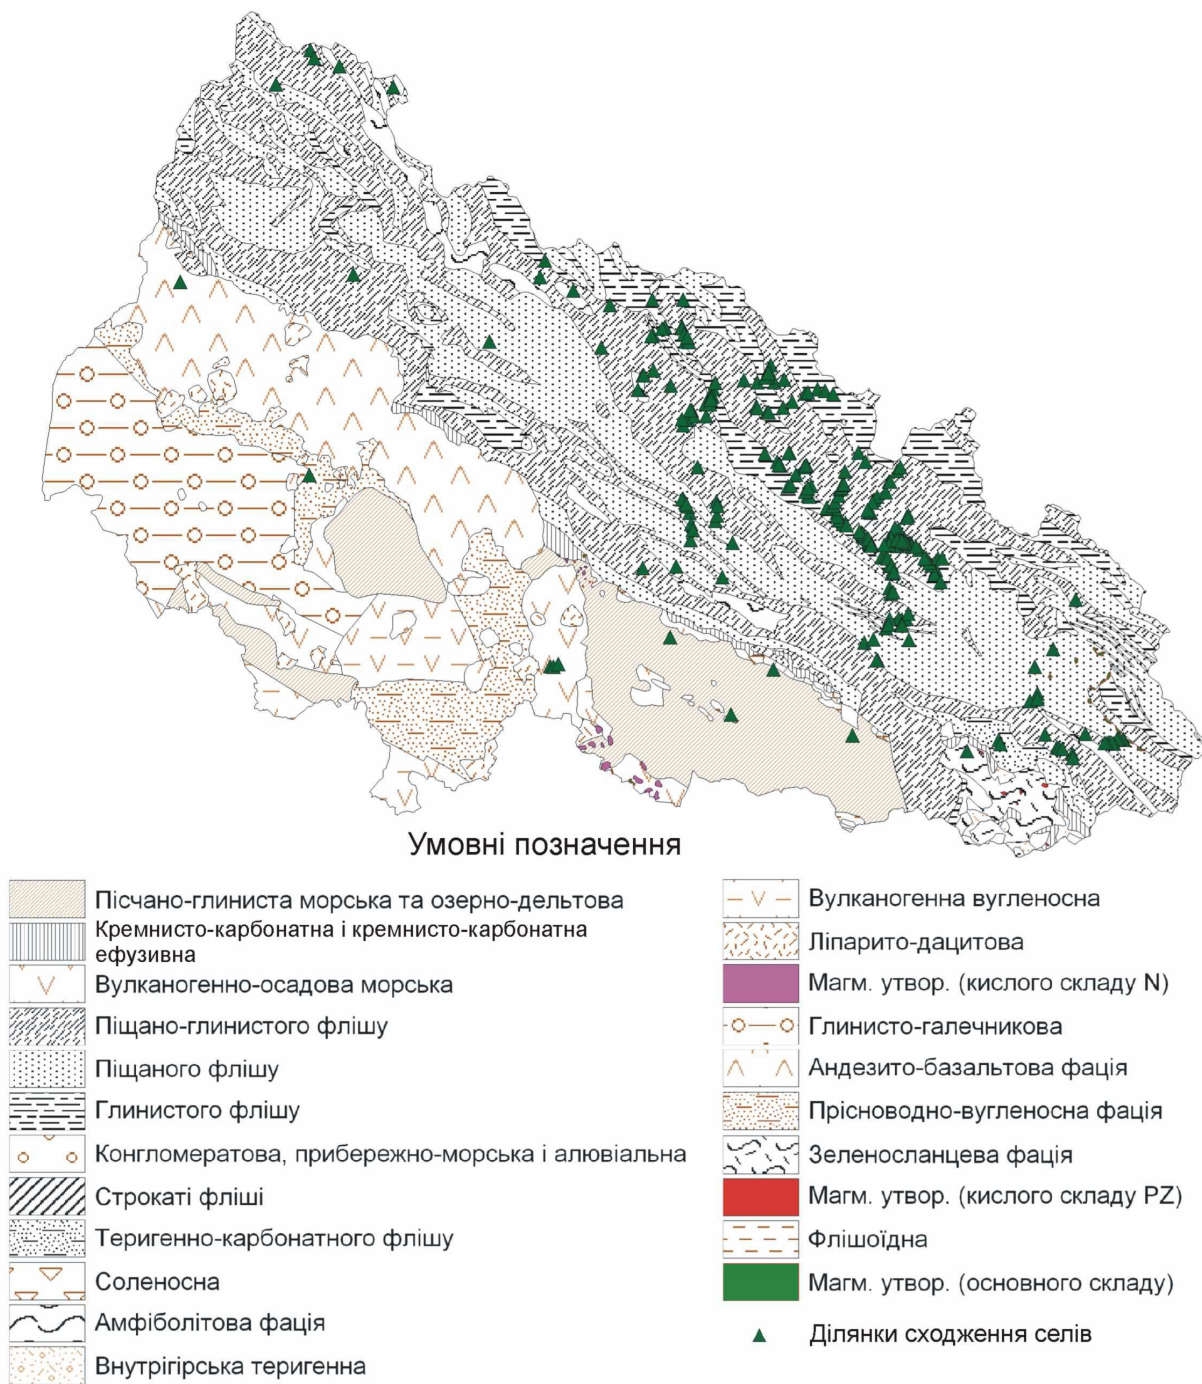 Умовні позначення
Пісчано-глиниста морська та озерно-дельтова
Кремнисто-карбонатна і кремнисто-карбонатна
ефузивна
Вулканогенно-осадова морська
Піщано-глинистого флішу
Піщаного флішу
Глинистого флішу
Конгломератова, прибережно-морська і алювіальна
Строкаті фліші
Теригенно-карбонатного флішу
Соленосна
Амфіболітова фація
Внутрігірська теригенна
Вулканогенна вугленосна
Ліпарито-дацитова
Магм. утвор. (кислого складу N)
Глинисто-галечникова
Андезито-базальтова фація
Прісноводно-вугленосна фація
Зеленосланцева фація
Магм. утвор. (кислого складу PZ)
Флішоїдна
Магм. утвор. (основного складу)
Ділянки сходження селів